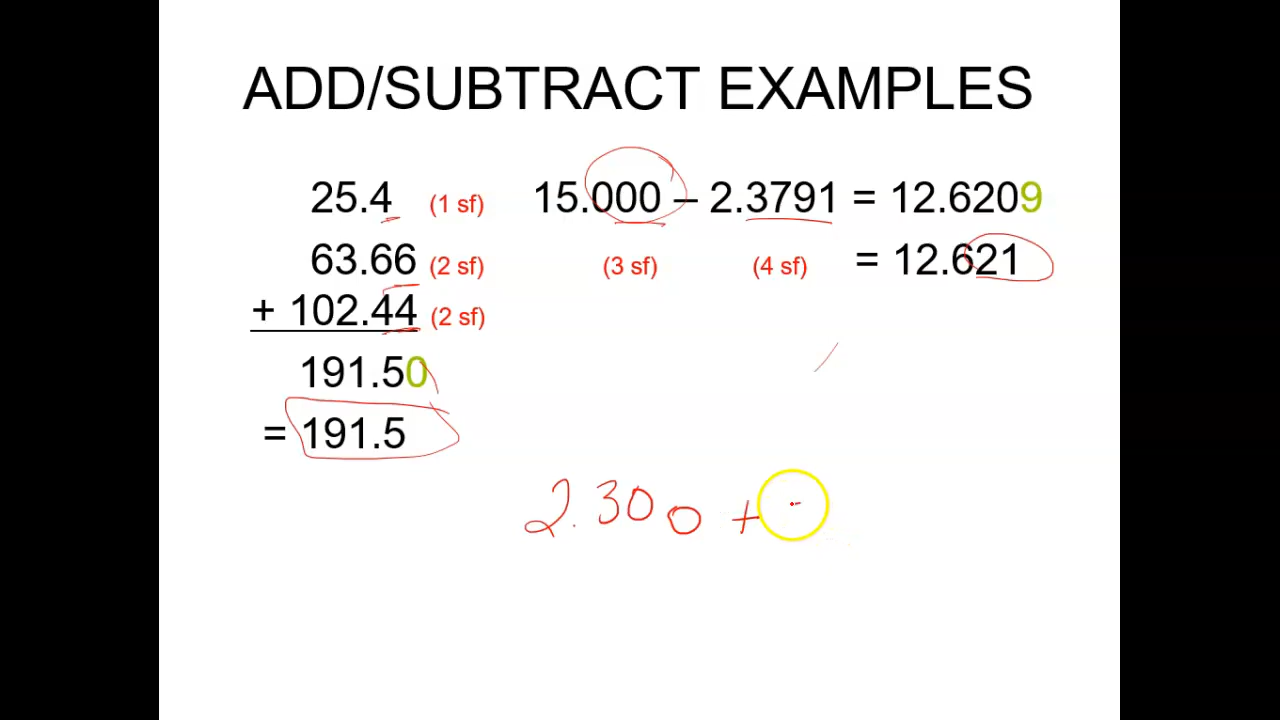 ADD/SUBTRACT EXAMPLES
25.4 (1 sf)
63.66 (2 sf)
+ 102.44 (2 sf)
191.50
= 191.5
15.000 – 2.3791 = 12.6209
(3 sf) (4 sf) = 12.621
2.300 +